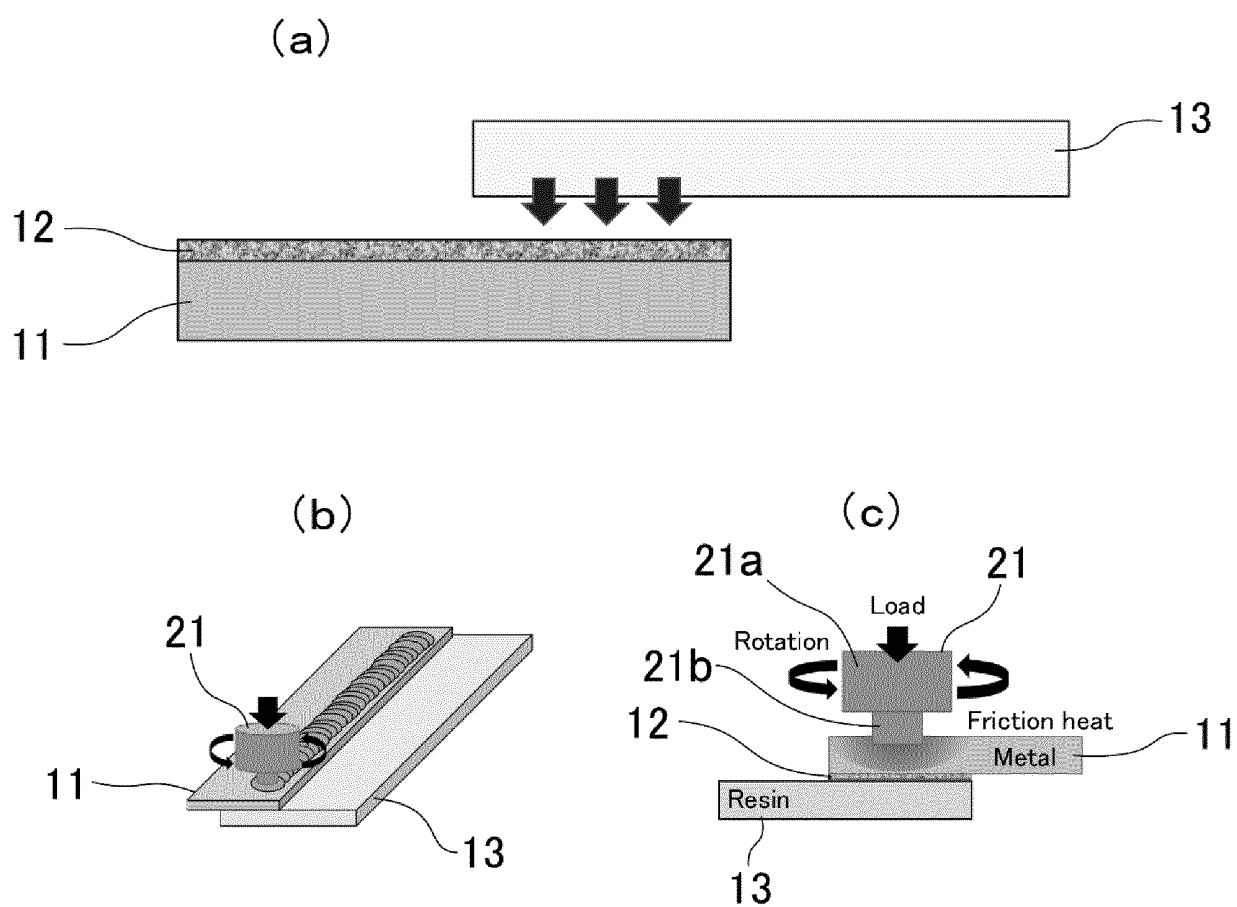 (a)
13
12
11
(b)
(c)
21a
21
Load
21
Rotation
21b
12
Friction heat
11
Metal
11
Resin
13
13